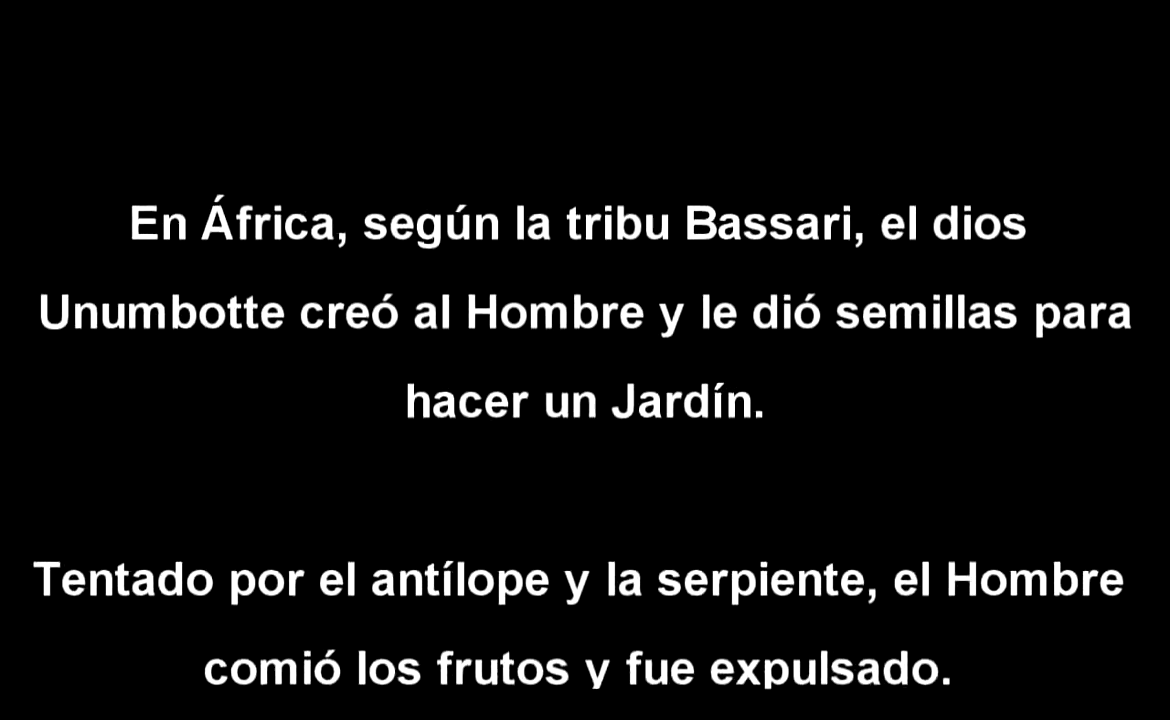 En África, según la tribu Bassari, el dios
Unumbotte creó al Hombre y le dió semillas para
hacer un Jardín.
Tentado por el antílope y la serpiente, el Hombre
comió los frutos y fue expulsado.